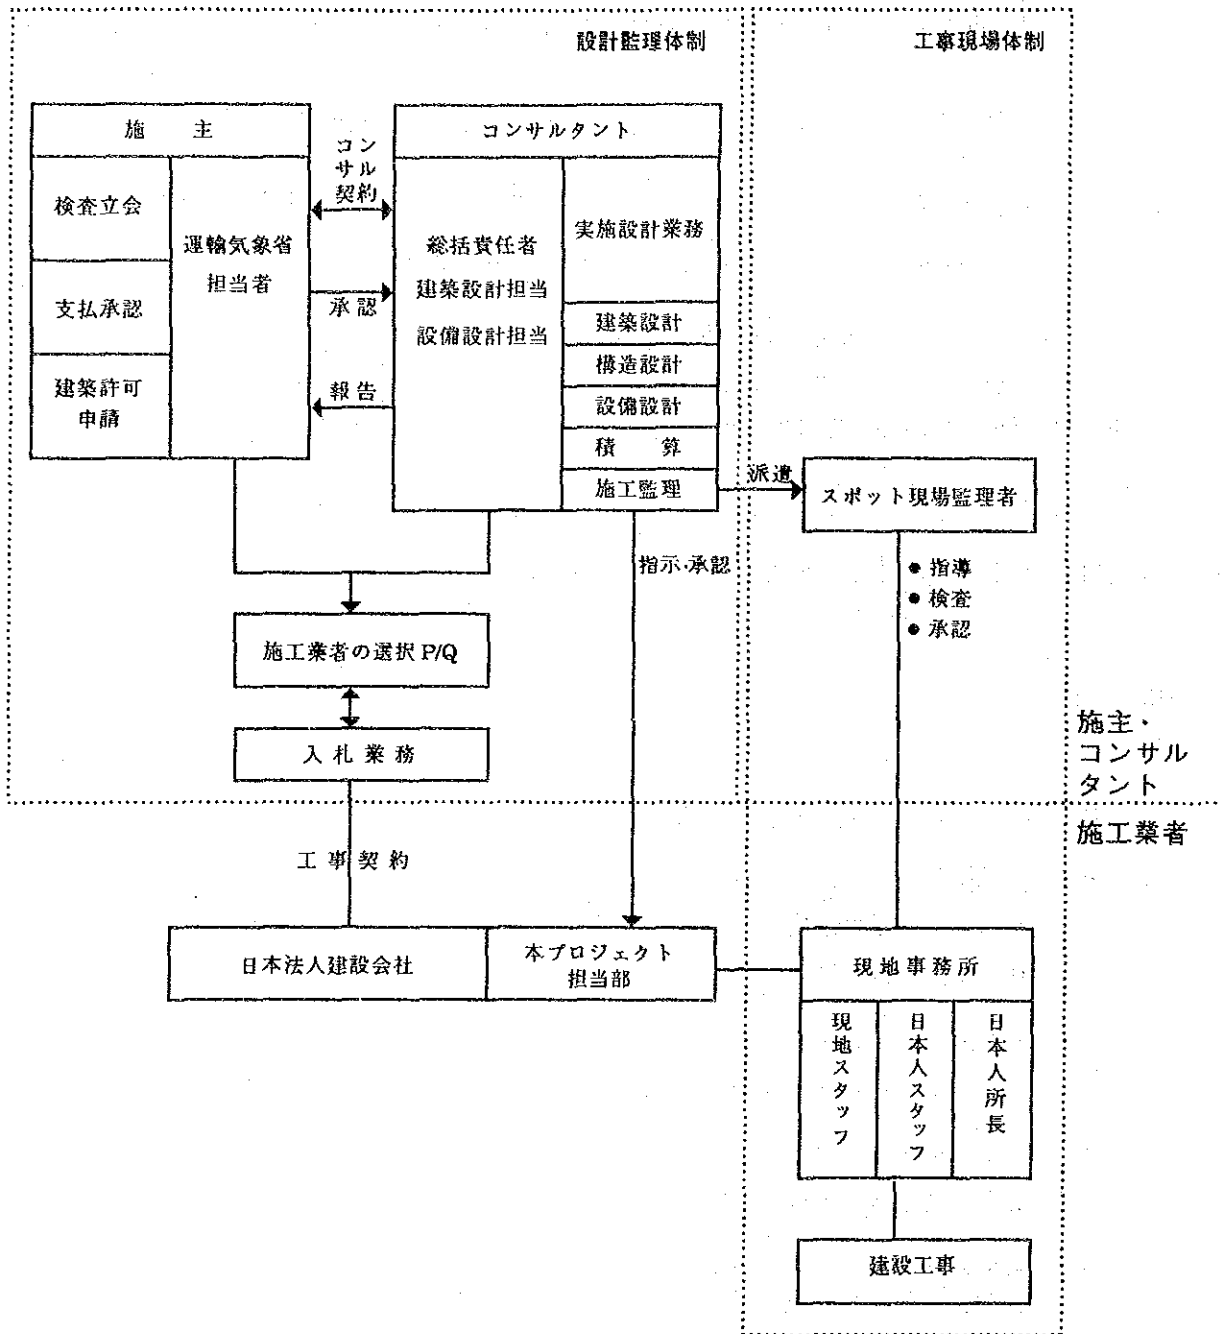 設計監理体制
工事現場体制
施　主
検査立会
支払承認
建築許可
申請
運輸気象省
担当者
コン
サル
契約
承認
報告
コンサルタント
総括責任者
建築設計担当
設備設計担当
実施設計業務
建築設計
構造設計
設備設計
積　算
施工監理
派遣
スポット現場監理者
● 指導
● 検査
● 承認
指示・承認
施工業者の選択 P/Q
入札業務
施主・
コンサル
タント
施工業者
工事契約
日本法人建設会社
本プロジェクト
担当部
現地事務所
現地スタッフ
日本人スタッフ
日本人所長
建設工事